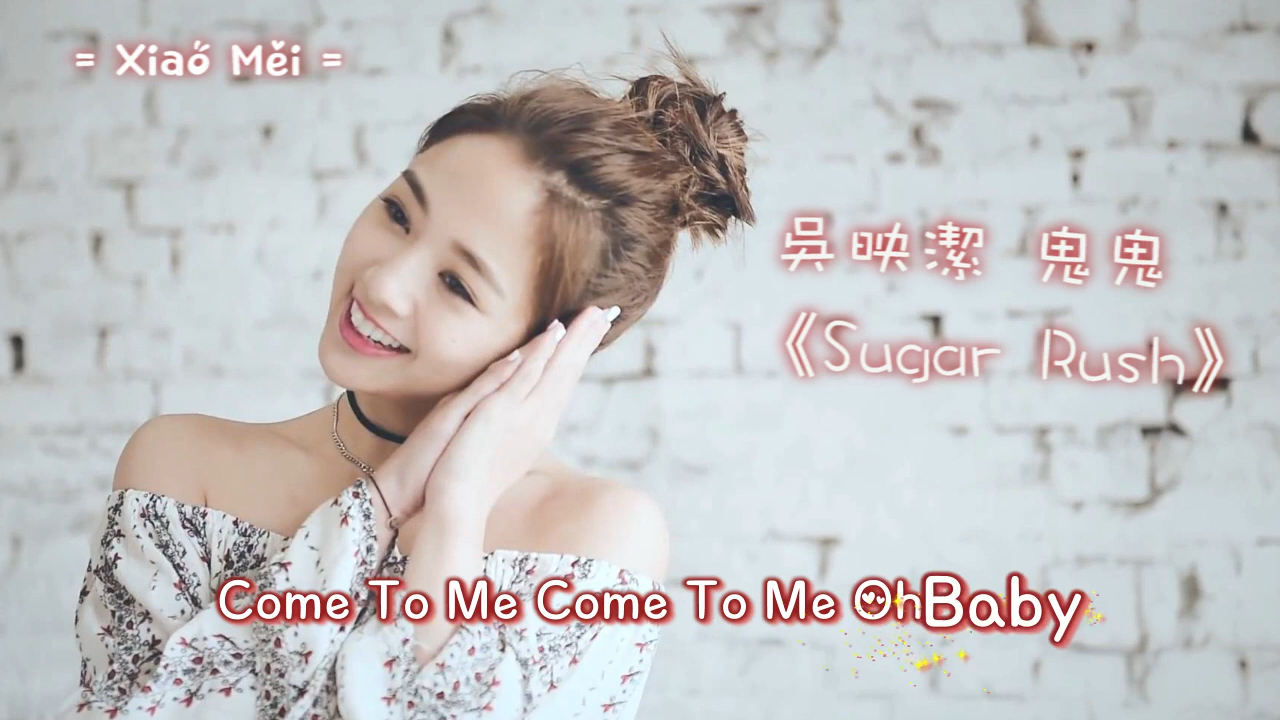 = Xiaó Měi =
吳映潔 鬼鬼
《Sugar Rush》
Come To Me Come To Me Oh Baby